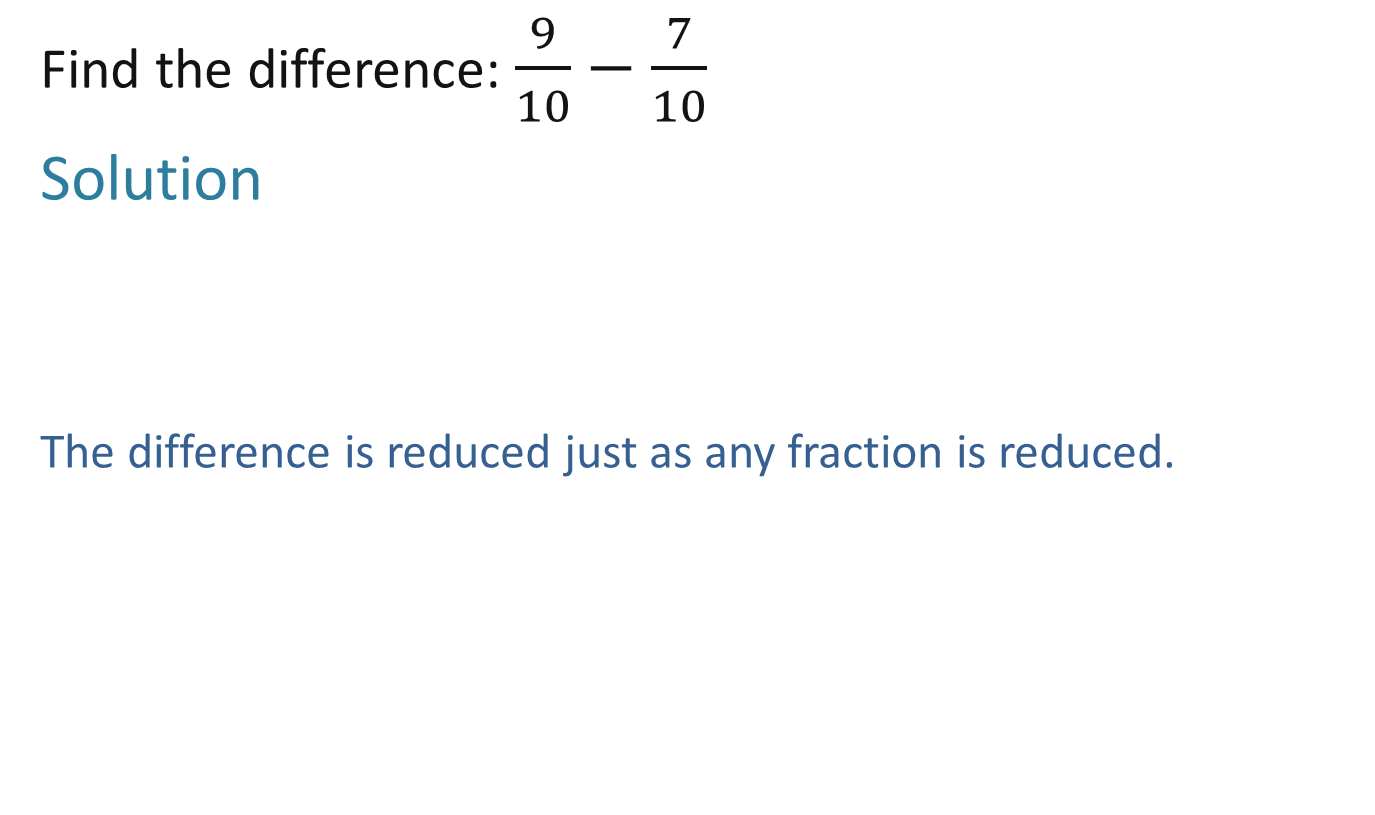 Find the difference: 9/10 − 7/10
Solution
The difference is reduced just as any fraction is reduced.